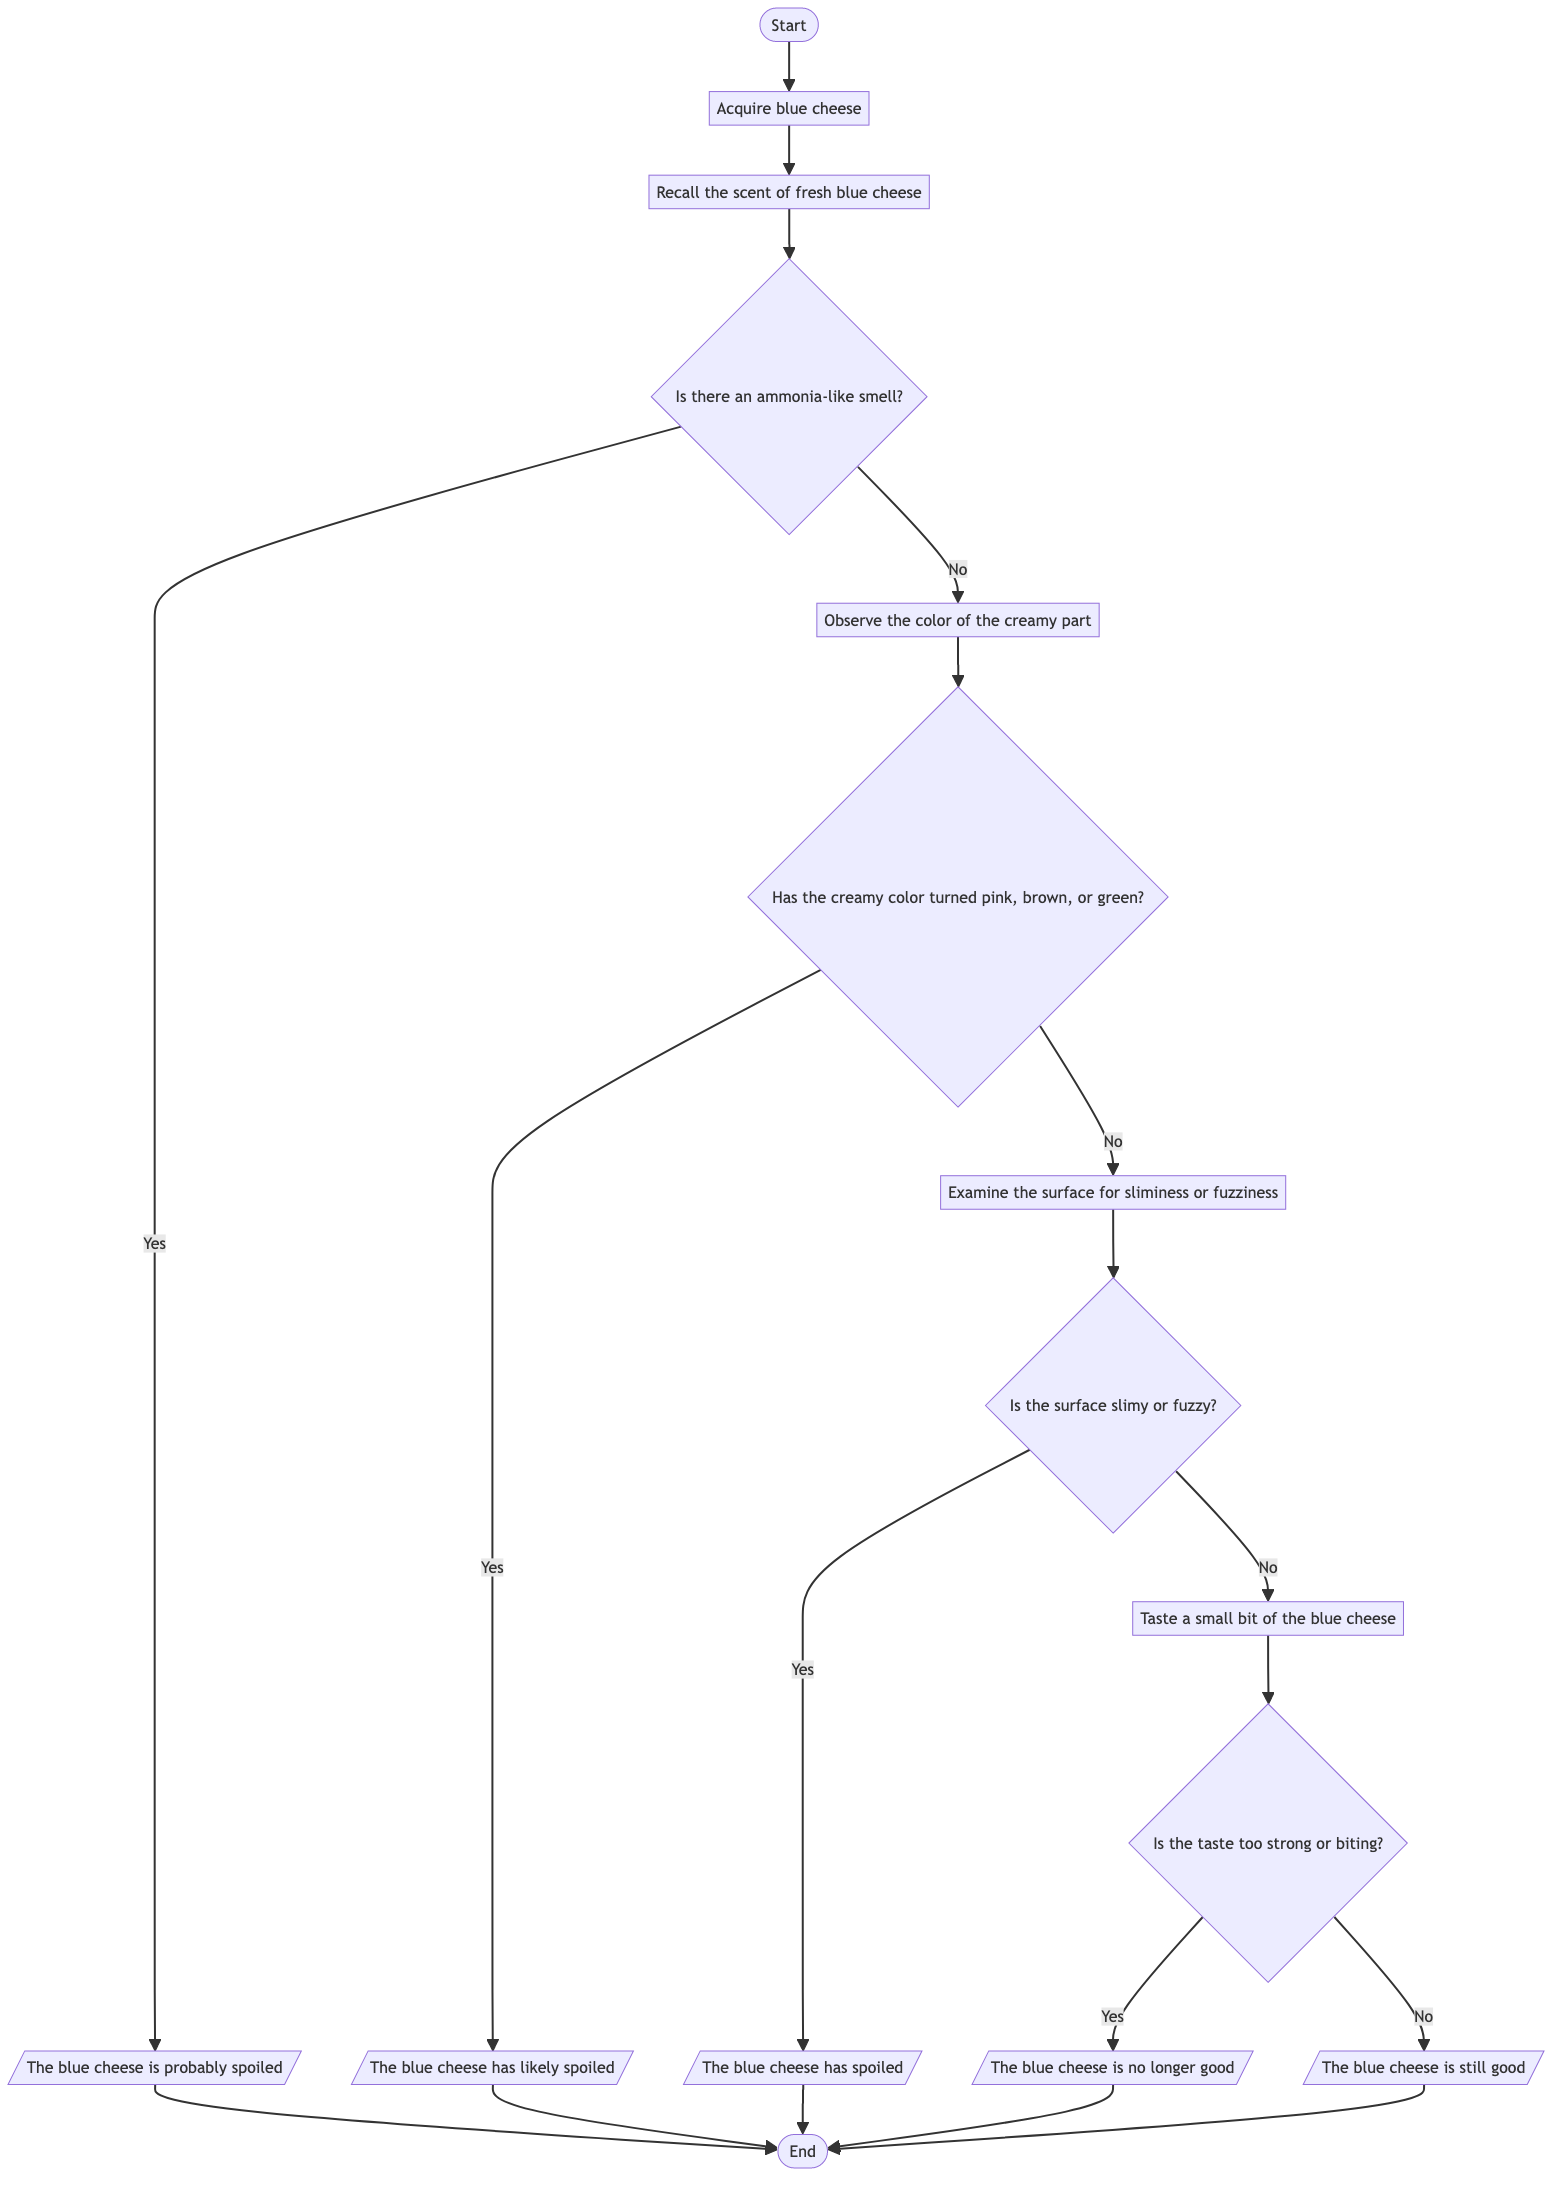 Start
Acquire blue cheese
Recall the scent of fresh blue cheese
Is there an ammonia-like smell?
No
Observe the color of the creamy part
Has the creamy color turned pink, brown, or green?
No
Examine the surface for sliminess or fuzziness
Yes
Is the surface slimy or fuzzy?
Yes
No
Taste a small bit of the blue cheese
Yes
Is the taste too strong or biting?
Yes
No
The blue cheese is probably spoiled
The blue cheese has likely spoiled
The blue cheese has spoiled
The blue cheese is no longer good
The blue cheese is still good
End